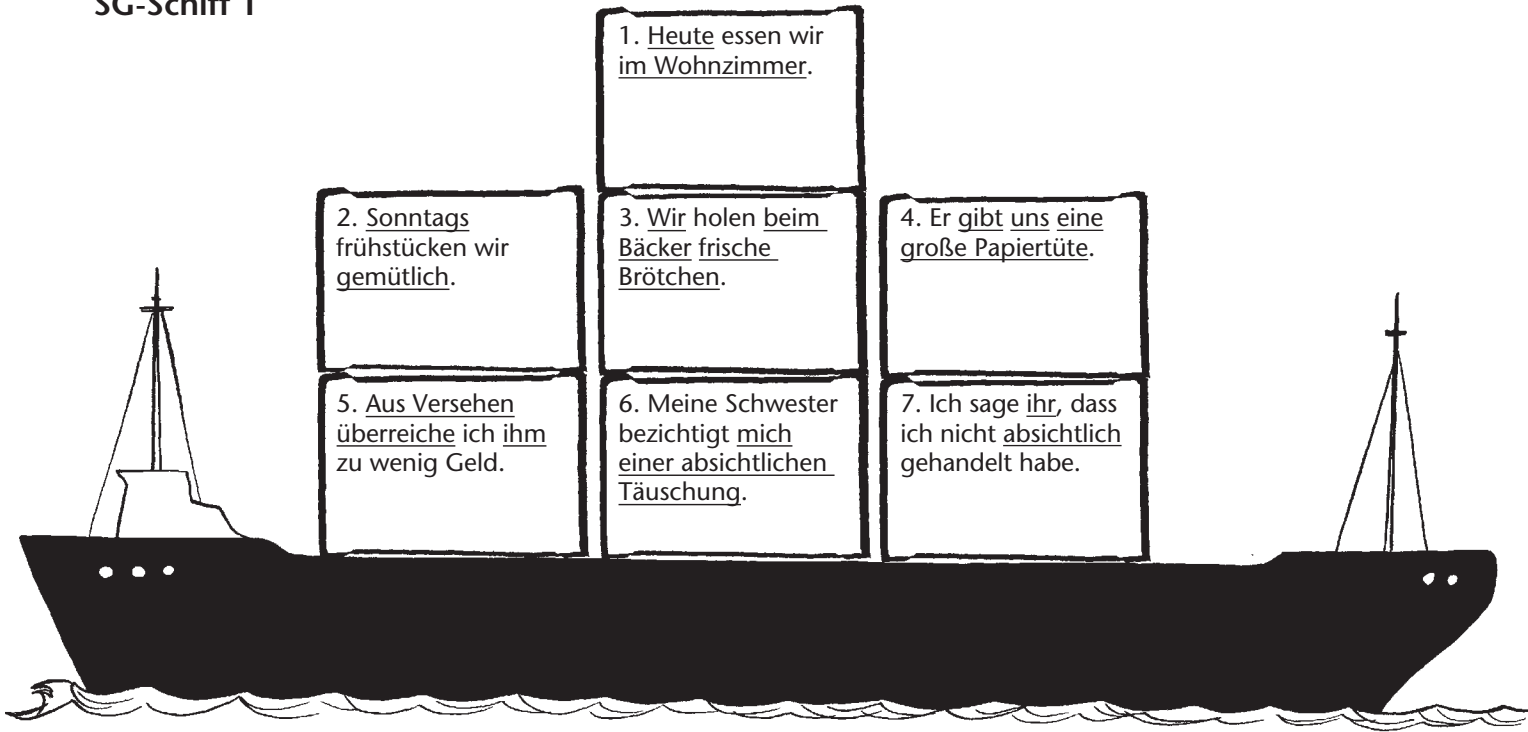 SG-Schiff 1
1. Heute essen wir
im Wohnzimmer.
2. Sonntags
frühstücken wir
gemütlich.
3. Wir holen beim
Bäcker frische
Brötchen.
4. Er gibt uns eine
große Papiertüte.
5. Aus Versehen
überreiche ich ihm
zu wenig Geld.
6. Meine Schwester
bezichtigt mich
einer absichtlichen
Täuschung.
7. Ich sage ihr, dass
ich nicht absichtlich
gehandelt habe.